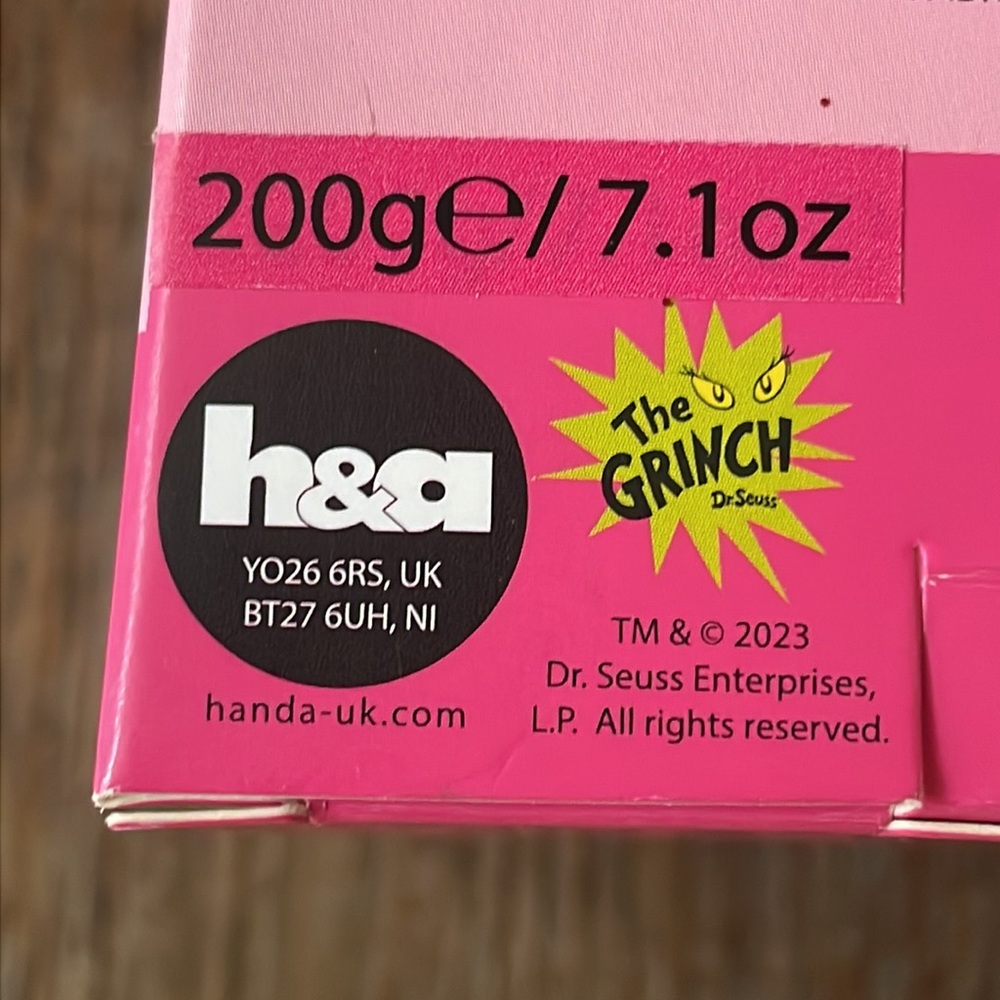 200g℮/ 7.1oz
h&a
YO26 6RS, UK
BT27 6UH, NI
handa-uk.com
The
GRINCH
Dr. Seuss
TM & © 2023
Dr. Seuss Enterprises,
L.P. All rights reserved.